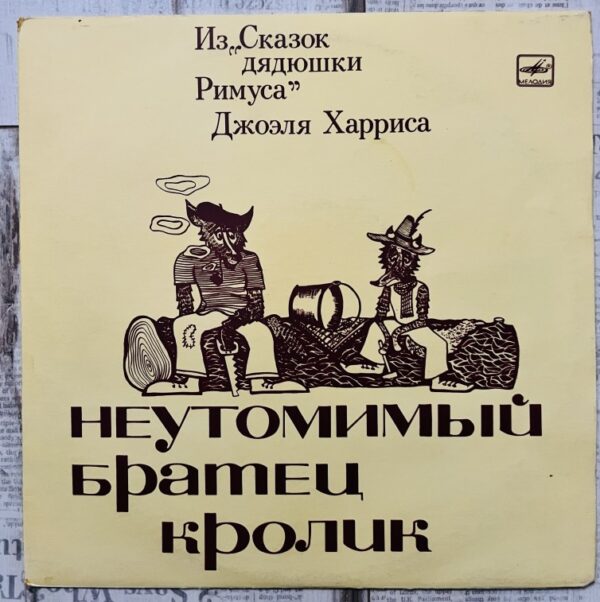 Из „Сказок
дядюшки
Римуса”
Джоэля Харриса
МЕЛОДИЯ
НЕУТОМИМЫЙ
БРАТЕЦ
КРОЛИК